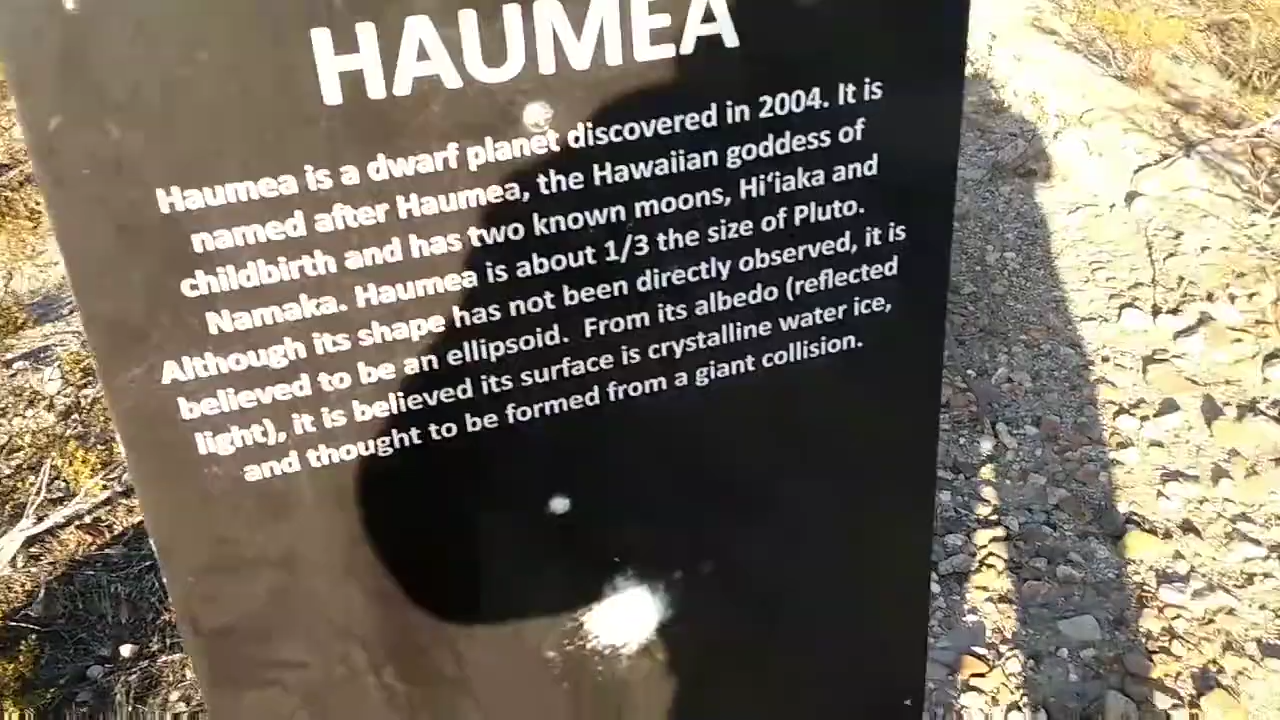 HAUMEA
Haumea is a dwarf planet discovered in 2004. It is
named after Haumea, the Hawaiian goddess of
childbirth and has two known moons, Hiʻiaka and
Namaka. Haumea is about 1/3 the size of Pluto.
Although its shape has not been directly observed, it is
believed to be an ellipsoid. From its albedo (reflected
light), it is believed its surface is crystalline water ice,
and thought to be formed from a giant collision.